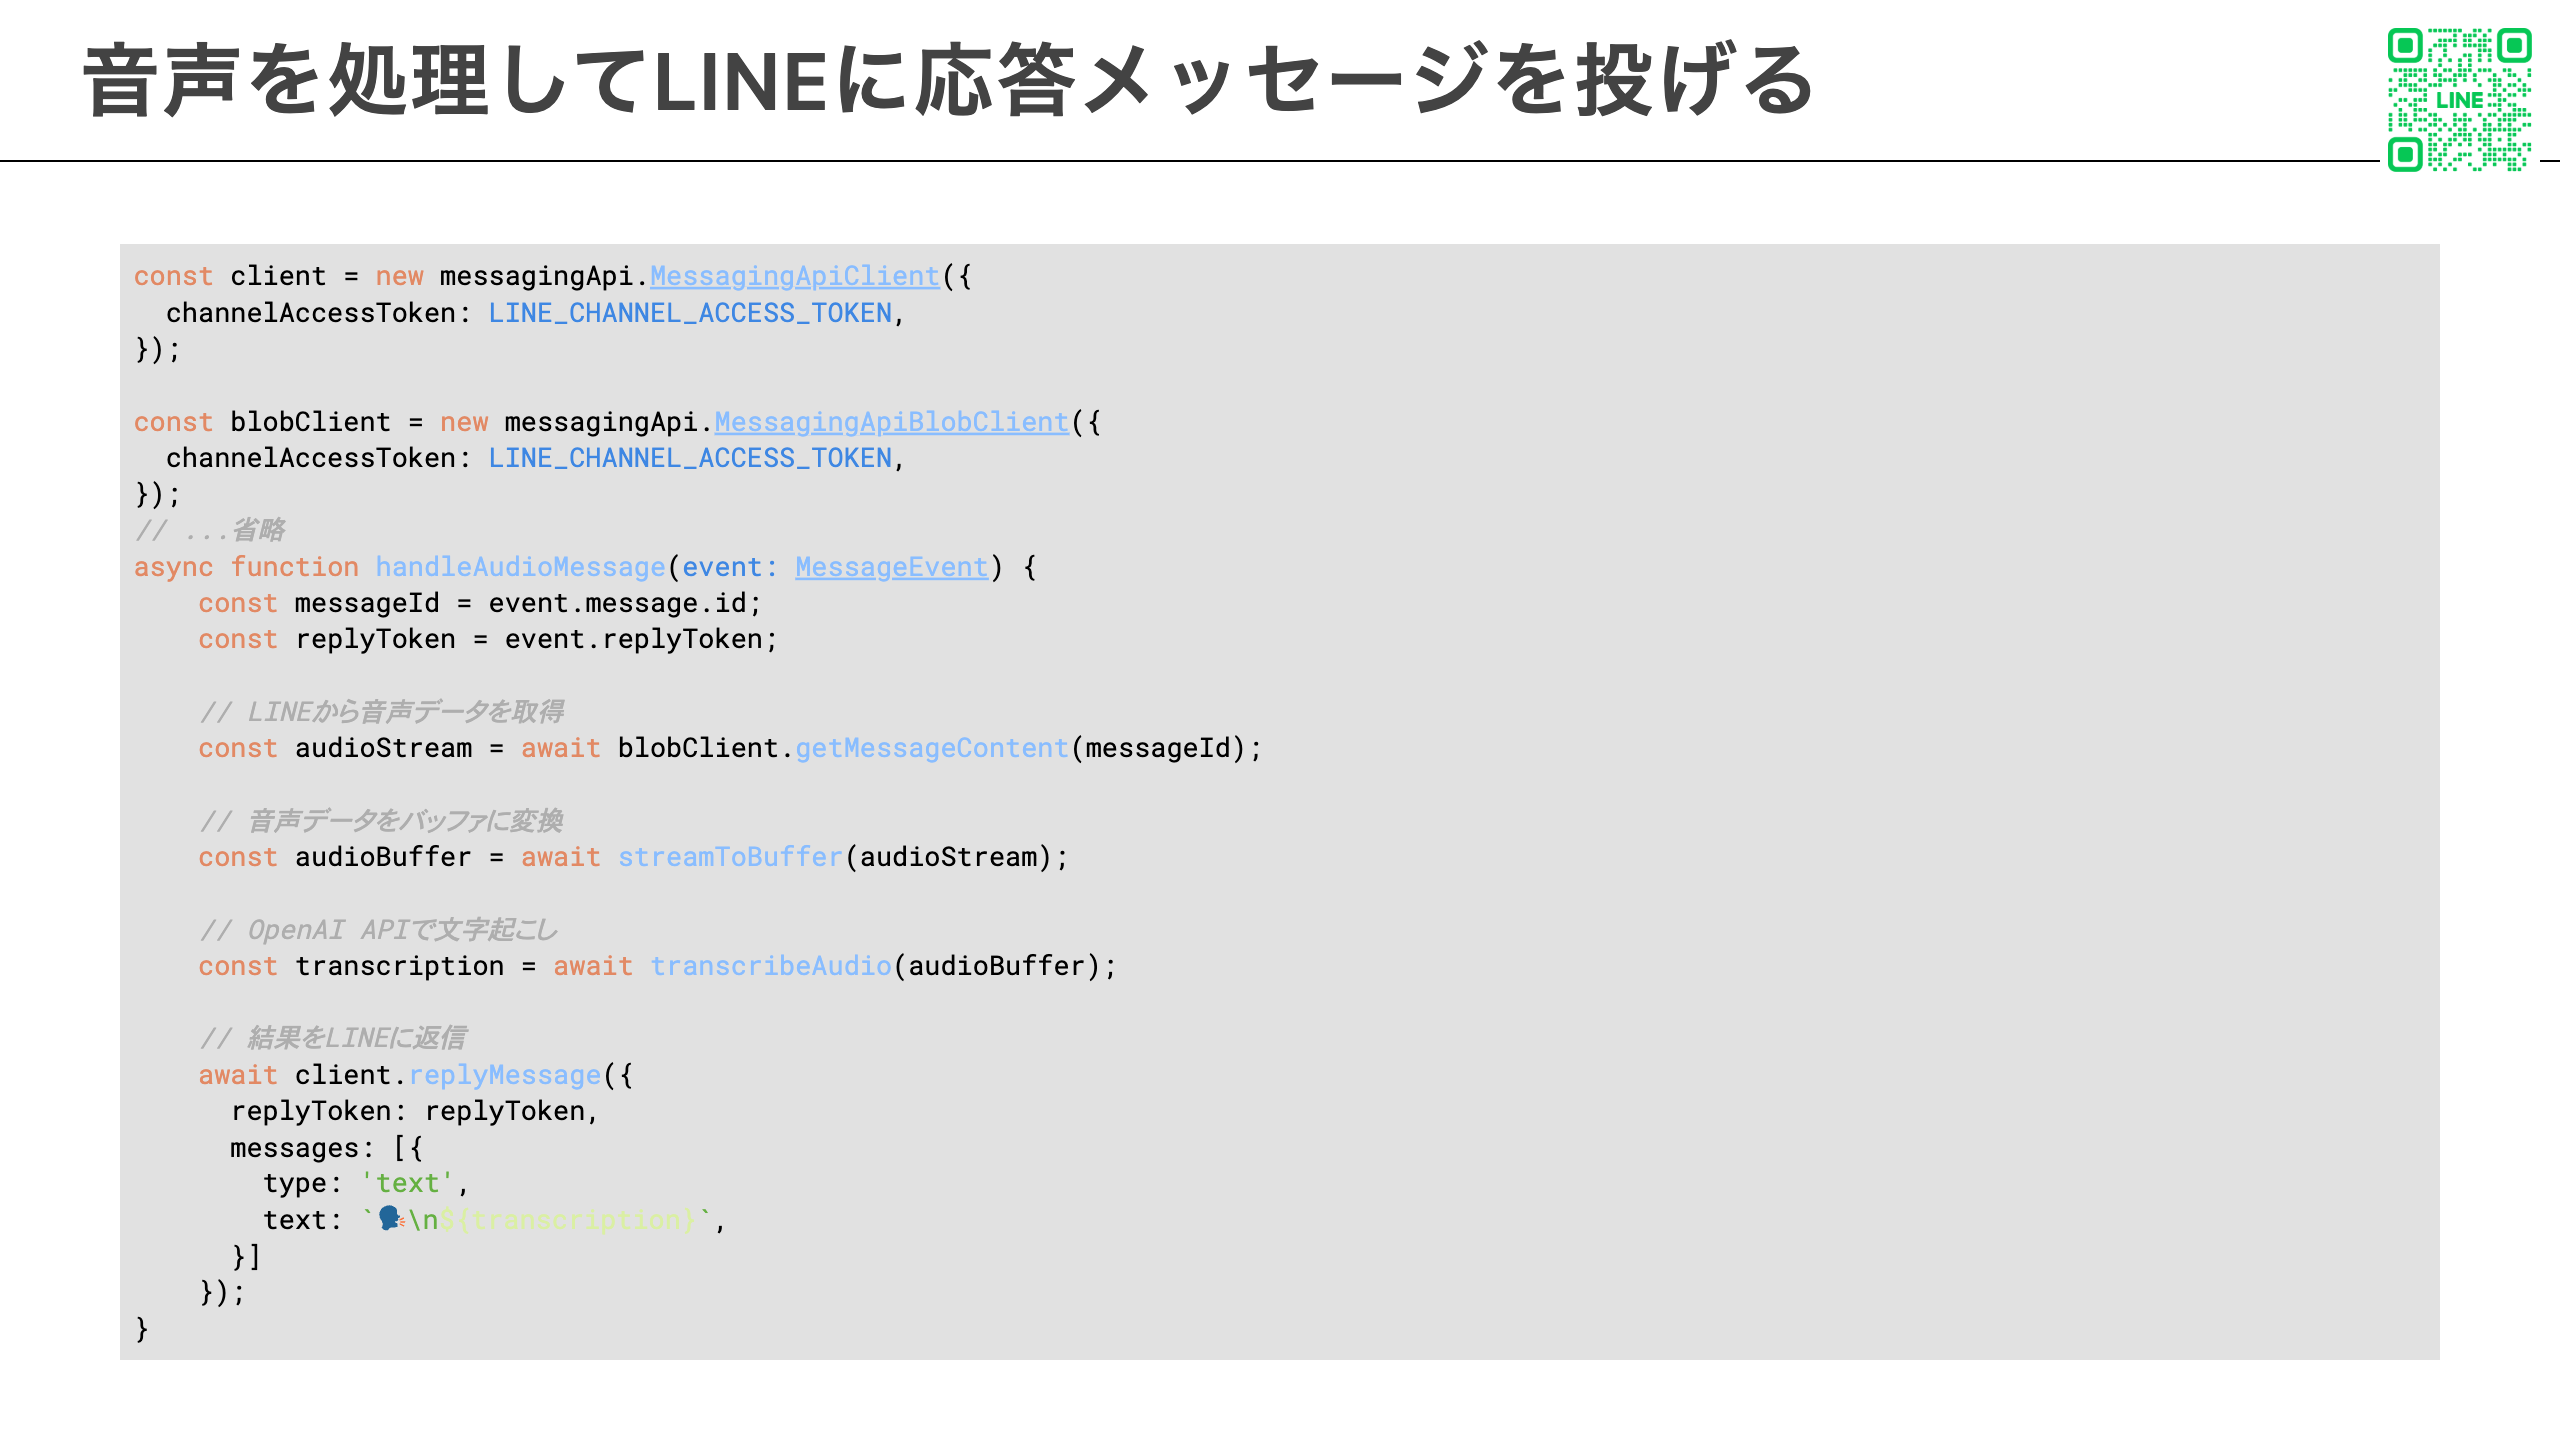 音声を処理してLINEに応答メッセージを投げる
LINE
const client = new messagingApi.MessagingApiClient({
  channelAccessToken: LINE_CHANNEL_ACCESS_TOKEN,
});
const blobClient = new messagingApi.MessagingApiBlobClient({
  channelAccessToken: LINE_CHANNEL_ACCESS_TOKEN,
});
// ...省略
async function handleAudioMessage(event: MessageEvent) {
    const messageId = event.message.id;
    const replyToken = event.replyToken;
    // LINEから音声データを取得
    const audioStream = await blobClient.getMessageContent(messageId);
    // 音声データをバッファに変換
    const audioBuffer = await streamToBuffer(audioStream);
    // OpenAI APIで文字起こし
    const transcription = await transcribeAudio(audioBuffer);
    // 結果をLINEに返信
    await client.replyMessage({
      replyToken: replyToken,
      messages: [{
        type: 'text',
        text: `🗣️\n${transcription}`,
      }]
    });
}